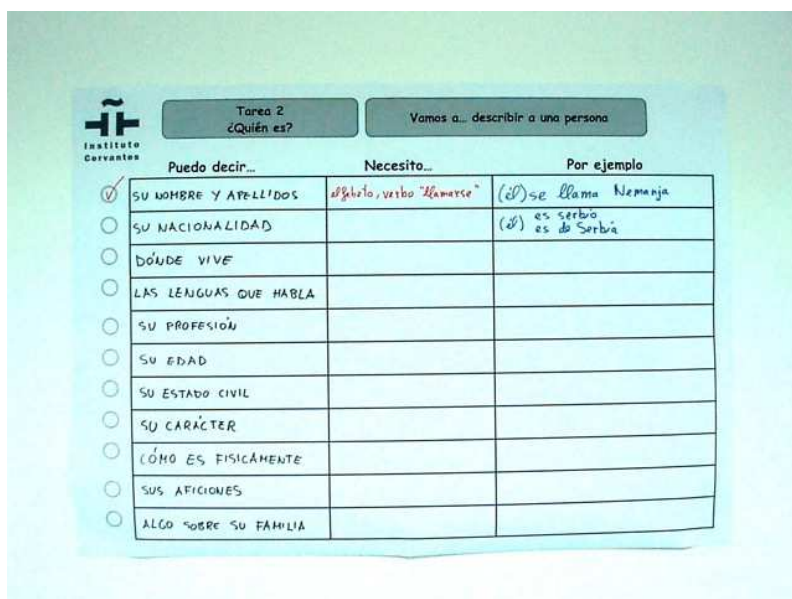 Instituto
Cervantes
Tarea 2
¿Quién es?
Vamos a... describir a una persona
Puedo decir... Necesito... Por ejemplo
SU NOMBRE Y APELLIDOS alfabeto, verbo "llamarse" (él) se llama Nemanja
SU NACIONALIDAD (él) es serbio
es de Serbia
DÓNDE VIVE
LAS LENGUAS QUE HABLA
SU PROFESIÓN
SU EDAD
SU ESTADO CIVIL
SU CARÁCTER
CÓMO ES FISICAMENTE
SUS AFICIONES
ALGO SOBRE SU FAMILIA